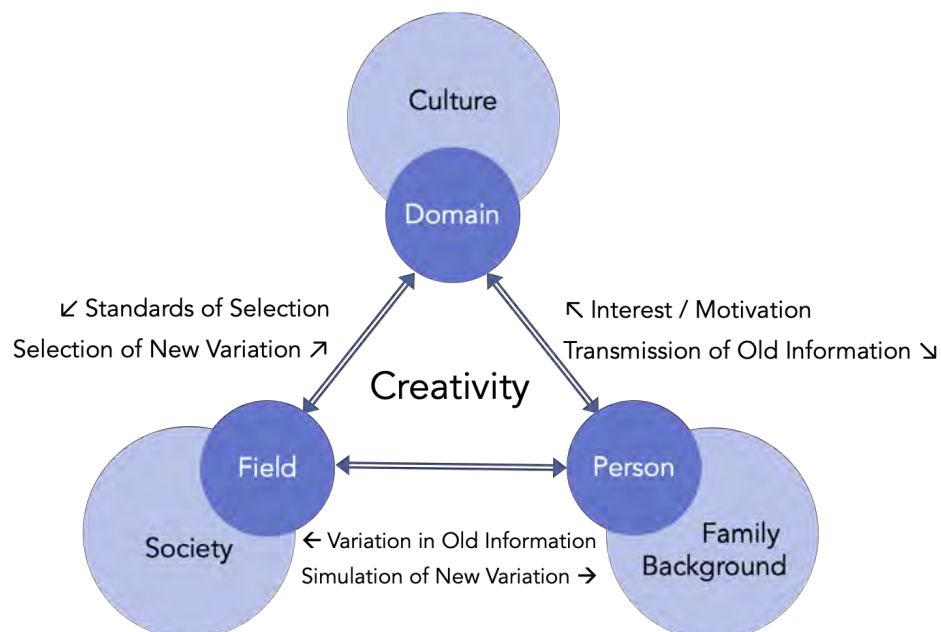 Culture
Domain
↙ Standards of Selection
Selection of New Variation ↗
↖ Interest / Motivation
Transmission of Old Information ↘
Creativity
Field
Person
Society
Family
Background
← Variation in Old Information
Simulation of New Variation →